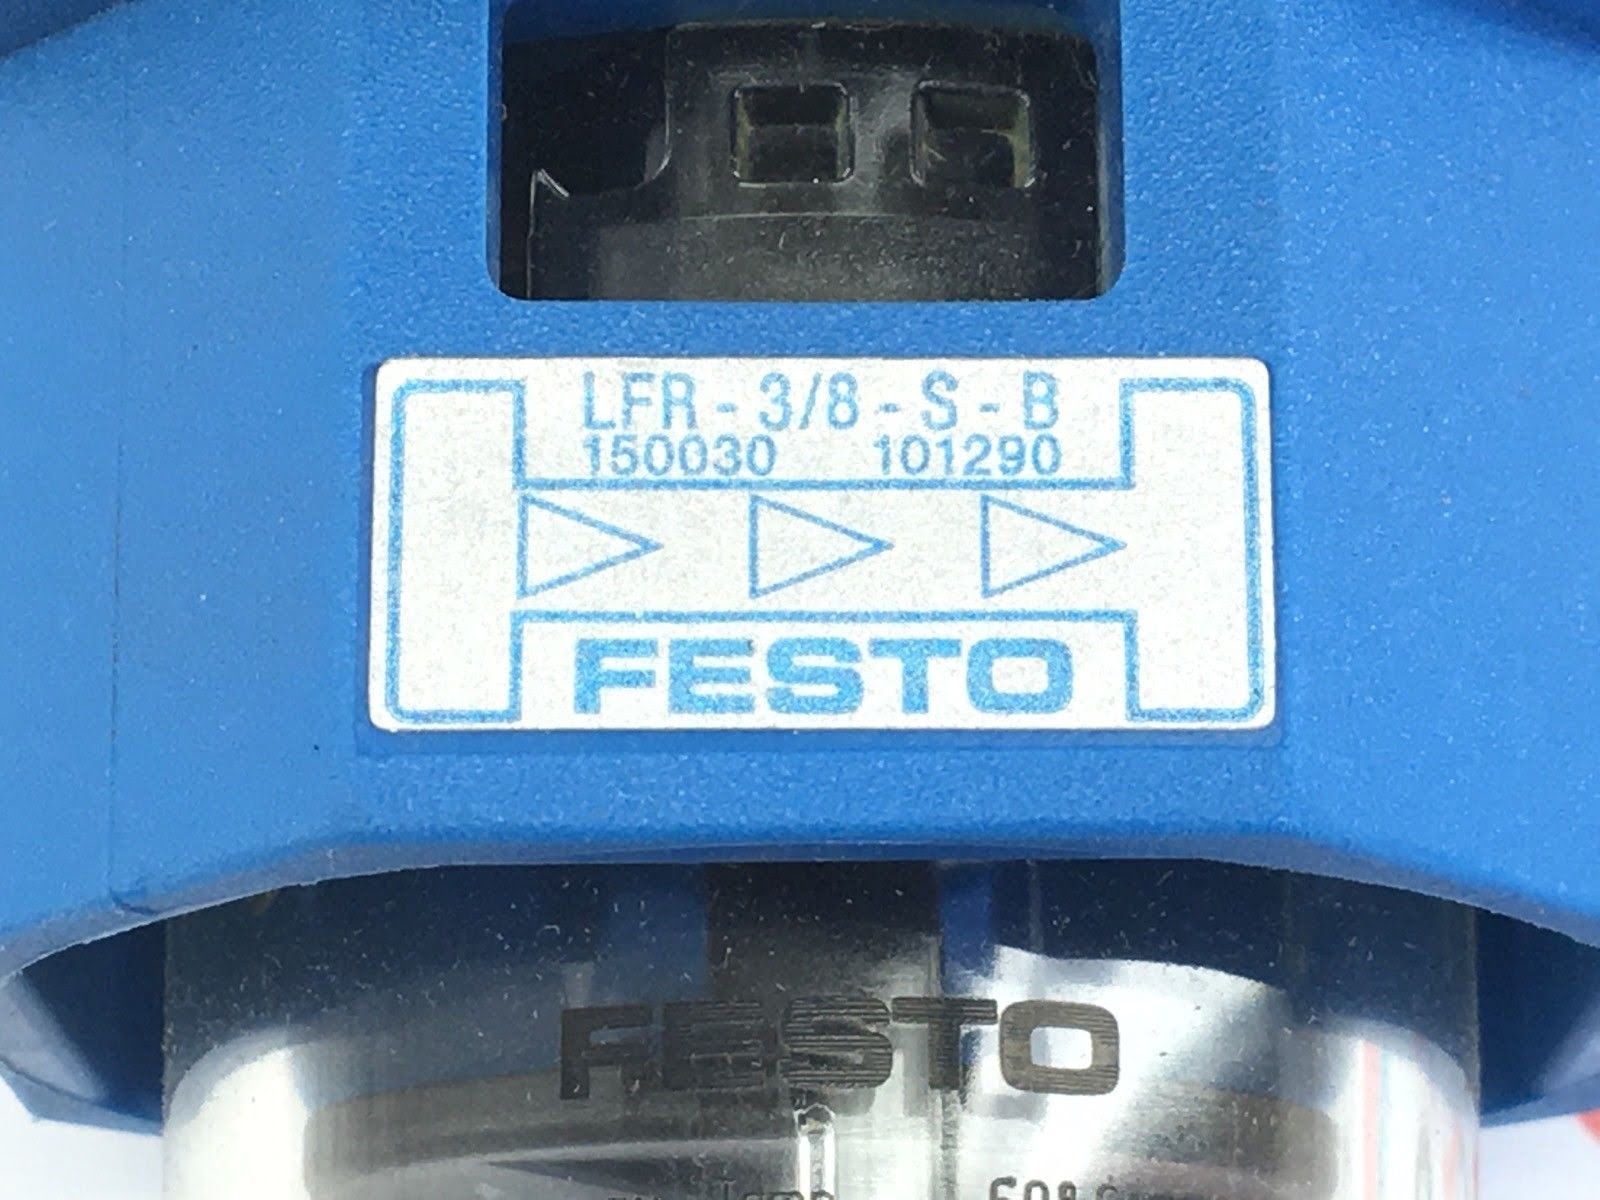 LFR - 3/8 - S - B
150030 101290
FESTO
FESTO